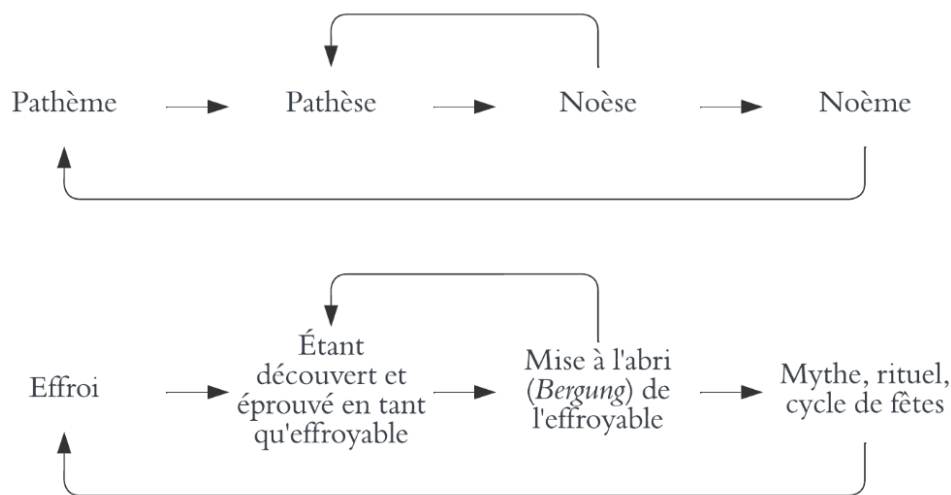 Pathème Pathèse Noèse Noème
Étant
découvert et
éprouvé en tant
qu'effroyable
Effroi
Mise à l'abri
(Bergung) de
l'effroyable
Mythe, rituel,
cycle de fêtes